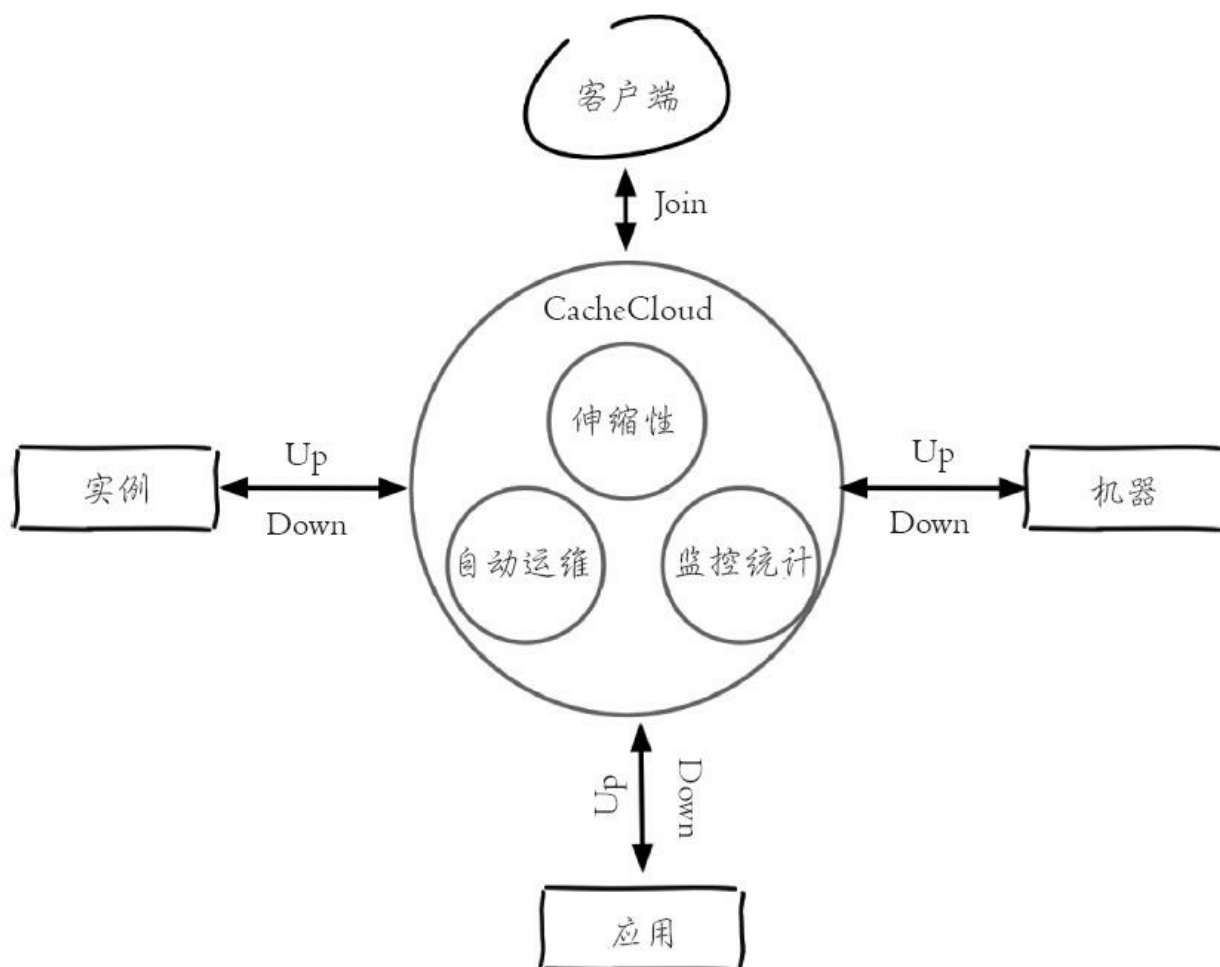 客户端
Join
CacheCloud
伸缩性
Up
Up
实例
机器
Down
Down
自动运维
监控统计
Up
Down
应用